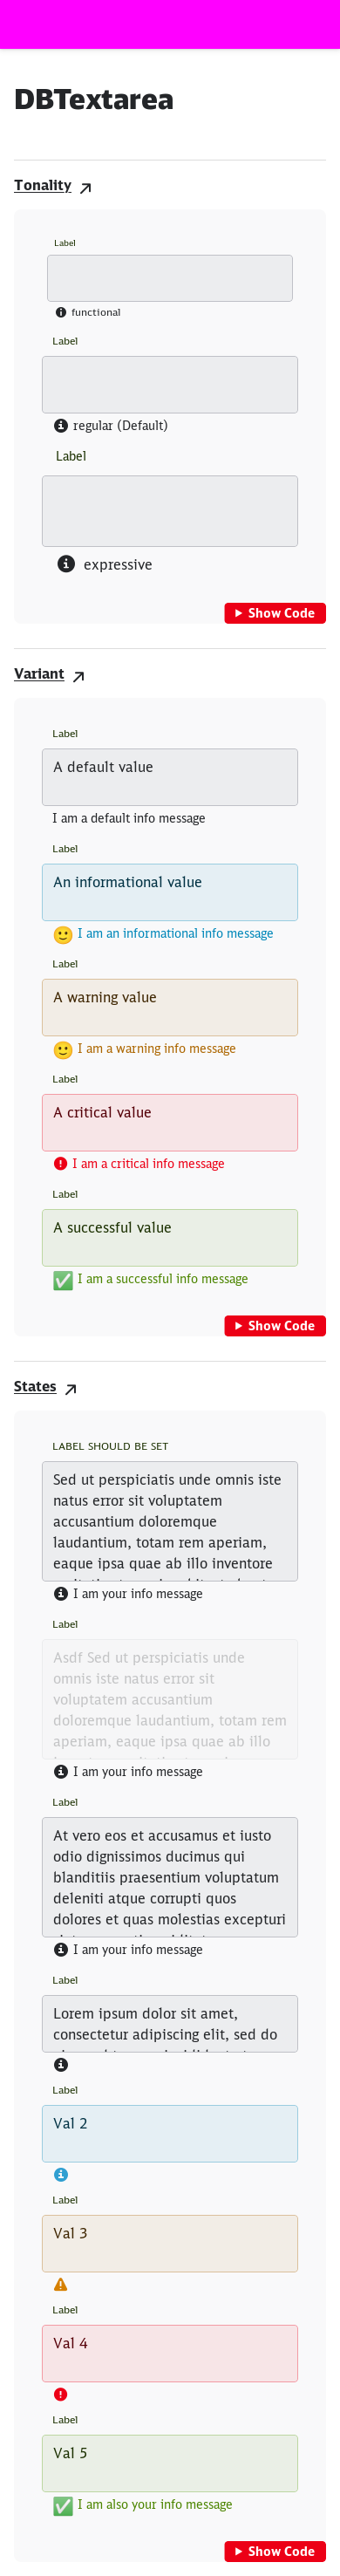 DBTextarea
Tonality
Label
functional
Label
regular (Default)
Label
expressive
Show Code
Variant
Label
A default value
I am a default info message
Label
An informational value
I am an informational info message
Label
A warning value
I am a warning info message
Label
A critical value
I am a critical info message
Label
A successful value
I am a successful info message
Show Code
States
LABEL SHOULD BE SET
Sed ut perspiciatis unde omnis iste
natus error sit voluptatem
accusantium doloremque
laudantium, totam rem aperiam,
eaque ipsa quae ab illo inventore
I am your info message
Label
Asdf Sed ut perspiciatis unde
omnis iste natus error sit
voluptatem accusantium
doloremque laudantium, totam rem
aperiam, eaque ipsa quae ab illo
I am your info message
Label
At vero eos et accusamus et iusto
odio dignissimos ducimus qui
blanditiis praesentium voluptatum
deleniti atque corrupti quos
dolores et quas molestias excepturi
I am your info message
Label
Lorem ipsum dolor sit amet,
consectetur adipiscing elit, sed do
Label
Val 2
Label
Val 3
Label
Val 4
Label
Val 5
I am also your info message
Show Code